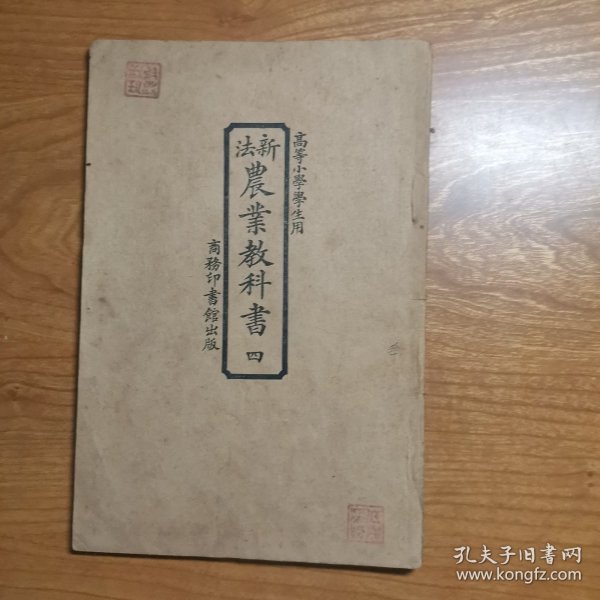 高等小學學生用
新法
農業教科書 四
商務印書館出版
孔夫子旧书网
www.kongfz.com